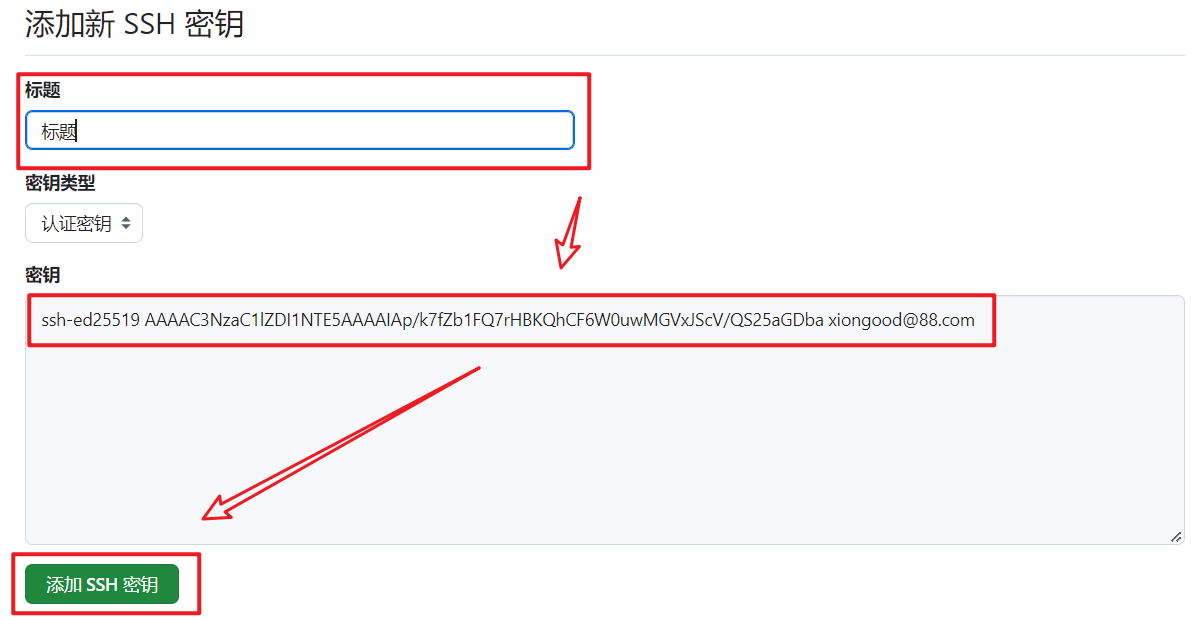 添加新 SSH 密钥
标题
标题
密钥类型
认证密钥
密钥
ssh-ed25519 AAAAC3NzaC1lZDI1NTE5AAAAIAp/k7fZb1FQ7rHBKQhCF6W0uwMGVxJScV/QS25aGDba xiongood@88.com
添加 SSH 密钥